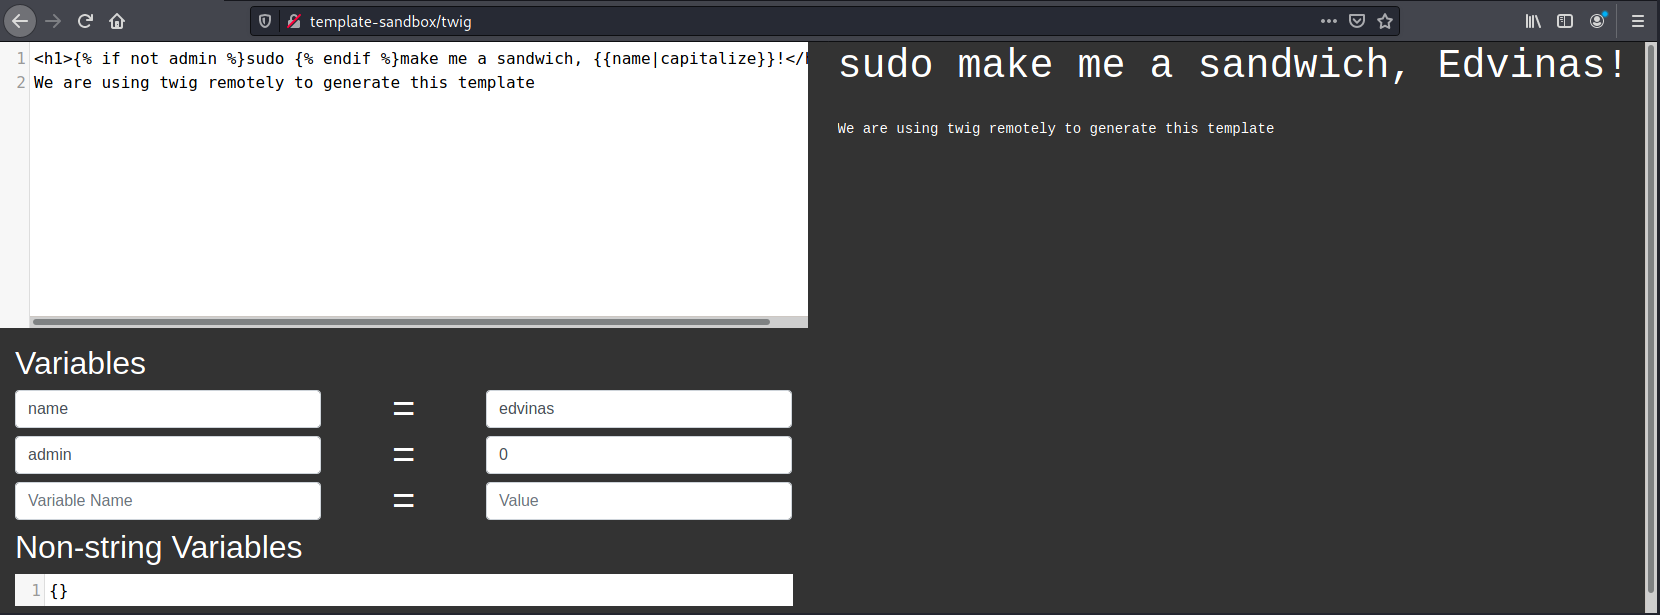 template-sandbox/twig
1 <h1>{% if not admin %}sudo {% endif %}make me a sandwich, {{name|capitalize}}!</
2 We are using twig remotely to generate this template
sudo make me a sandwich, Edvinas!
We are using twig remotely to generate this template
Variables
name = edvinas
admin = 0
Variable Name = Value
Non-string Variables
1 {}